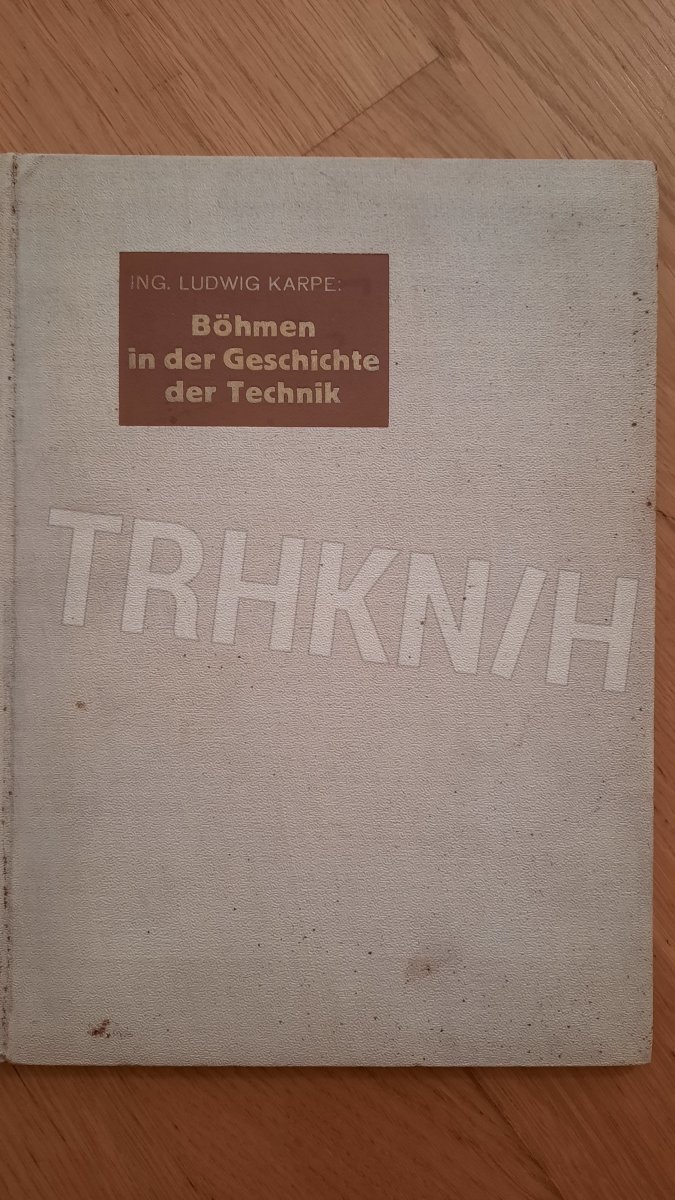 ING. LUDWIG KARPE:
Böhmen
in der Geschichte
der Technik
TRHKN/H